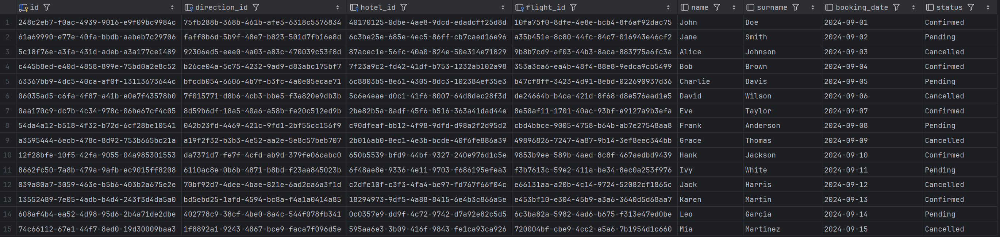 id direction_id hotel_id flight_id name surname booking_date status
1 248c2eb7-f0ac-4939-9016-e9f09bc9984c 75fb288b-368b-461b-afe5-6318c5576834 40170125-0dbe-4ae8-9dcd-edadcff25d8d 10fa75f0-8dfe-4e8e-bcb4-8f6af92dac75 John Doe 2024-09-01 Confirmed
2 61a69990-e77e-40fa-bbdb-aabeb7c29706 faff8b6d-5b9f-48e7-b823-501d7fb16e8d 6c3be25e-685e-4ec5-86ff-cb7caed16e96 a35b451e-8c80-44fc-84c7-016943e46cf2 Jane Smith 2024-09-02 Pending
3 5c18f76e-a3fa-431d-adeb-a3a177ce1489 92306ed5-eee0-4a03-a83c-470039c53f8d 87acec1e-56fc-40a0-824e-50e314e71829 9b8b7cd9-af03-44b3-8aca-883775a6fc3a Alice Johnson 2024-09-03 Cancelled
4 c445b8ed-e40d-4858-899e-75bd0a2e8c52 b26ce04a-5c75-4232-9ad9-d83abc175bf7 7f23a9c2-fd42-41df-b753-1232ab102a98 353a3ca6-ea4b-48f4-88e8-9edca9cb5499 Bob Brown 2024-09-04 Confirmed
5 63367bb9-4dc5-40ca-af0f-13113673644c bfcdb054-6606-4b7f-b3fc-4a0e05ecae71 6c8803b5-8e61-4305-8dc3-102384ef35e3 b47cf8ff-3423-4d91-8ebd-022690937d36 Charlie Davis 2024-09-05 Pending
6 06035ad5-c6fa-4f87-a41b-e0e7f43578b0 7f015771-d8b6-4cb3-bbe5-f3a820e9db3b 5c6e4eae-d0c1-41f6-8007-64d8dec28f3d de24664b-b4ca-421d-8f68-d8e576aad1e5 David Wilson 2024-09-06 Cancelled
7 0aa170c9-dc7b-4c34-978c-06be67cf4c05 8d59b6df-18a5-40a6-a58b-fe20c512ed9b 2be82b5a-8adf-45f6-b516-363a41dad44e 8e58af11-1701-40ac-93bf-e9127a9b3efa Eve Taylor 2024-09-07 Confirmed
8 54da4a12-b518-4f32-b72d-6cf28be10541 042b23fd-4469-421c-9fd1-2bf55cc156f9 c90dfeaf-bb12-4f98-9dfd-d98a2f2d95d2 cbd4bbce-9005-4758-b64b-ab7e27548aa8 Frank Anderson 2024-09-08 Pending
9 a3595444-6ecb-478c-8d92-753b665bc21a a19f2f32-b3b3-4e52-aa2e-5e8c57beb707 2b016ab0-8ec1-4e3b-bcde-40f6fe886a39 49896826-7247-4a87-9b14-3ef8eec344bb Grace Thomas 2024-09-09 Cancelled
10 12f28bfe-10f5-42fa-9055-04a985301553 da7371d7-fe7f-4cfd-ab9d-379fe06cabc0 650b5539-bfd9-44bf-9327-240e976d1c5e 9853b9ee-589b-4aed-8c8f-467aedbd9439 Hank Jackson 2024-09-10 Confirmed
11 8662fc50-7a8b-479a-9afb-ec9015ff8208 6110ac8e-0b6b-4871-b8bd-f23aa845023b 6f48ae8e-9336-4e11-9703-f686195efea3 f3b7613c-59e2-411a-be34-8ec0a253f976 Ivy White 2024-09-11 Pending
12 039a80a7-3059-463e-b5b6-403b2a675e2e 70bf92d7-4dee-4bae-821e-6ad2ca6a3f1d c2dfe10f-c3f3-4fa4-be97-fd767f66f04c e66131aa-a20b-4c14-9724-52082cf1865c Jack Harris 2024-09-12 Cancelled
13 13552489-7e05-4adb-b4d4-243f3d4da5a0 bd5ebd25-1afd-4594-bc8a-f4a1a0414a85 18294973-9df5-4a88-8415-6e4b3c866a5e e453bf10-e304-45b9-a3a6-3640d5d68aa7 Karen Martin 2024-09-13 Confirmed
14 608af4b4-ea52-4d98-95d6-2b4a71de2dbe 402778c9-38cf-4be0-8a4c-544f078fb341 0c0357e9-dd9f-4c72-9742-d7a92e82c5d5 6c3ba82a-5982-4ad6-b675-f313e47ed0be Leo Garcia 2024-09-14 Pending
15 74c66112-67e1-44f7-8ed0-19d30009baa3 1f8892a1-9243-4867-bce9-faca7f096d5e 595aa6e3-3b09-416f-9843-fe1ca93ca926 720004bf-cbe9-4cc2-a5a6-7b1954d1c660 Mia Martinez 2024-09-15 Cancelled